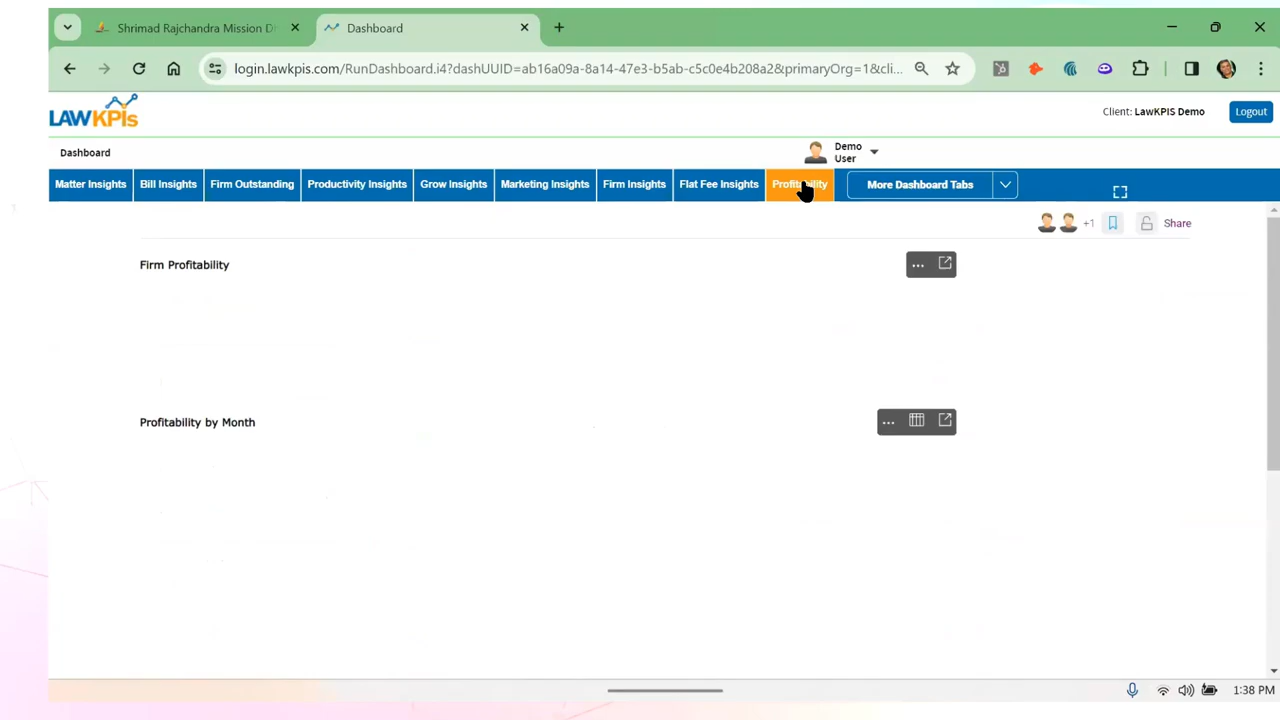 Shrimad Rajchandra Mission D
Dashboard
login.lawkpis.com/RunDashboard.i4?dashUUID=ab16a09a-8a14-47e3-b5ab-c5c0e4b208a2&primaryOrg=1&cli...
LAWKPIs
Client: LawKPIS Demo
Logout
Dashboard
Demo
User
Matter Insights
Bill Insights
Firm Outstanding
Productivity Insights
Grow Insights
Marketing Insights
Firm Insights
Flat Fee Insights
Profitability
More Dashboard Tabs
+1
Share
Firm Profitability
Profitability by Month
1:38 PM